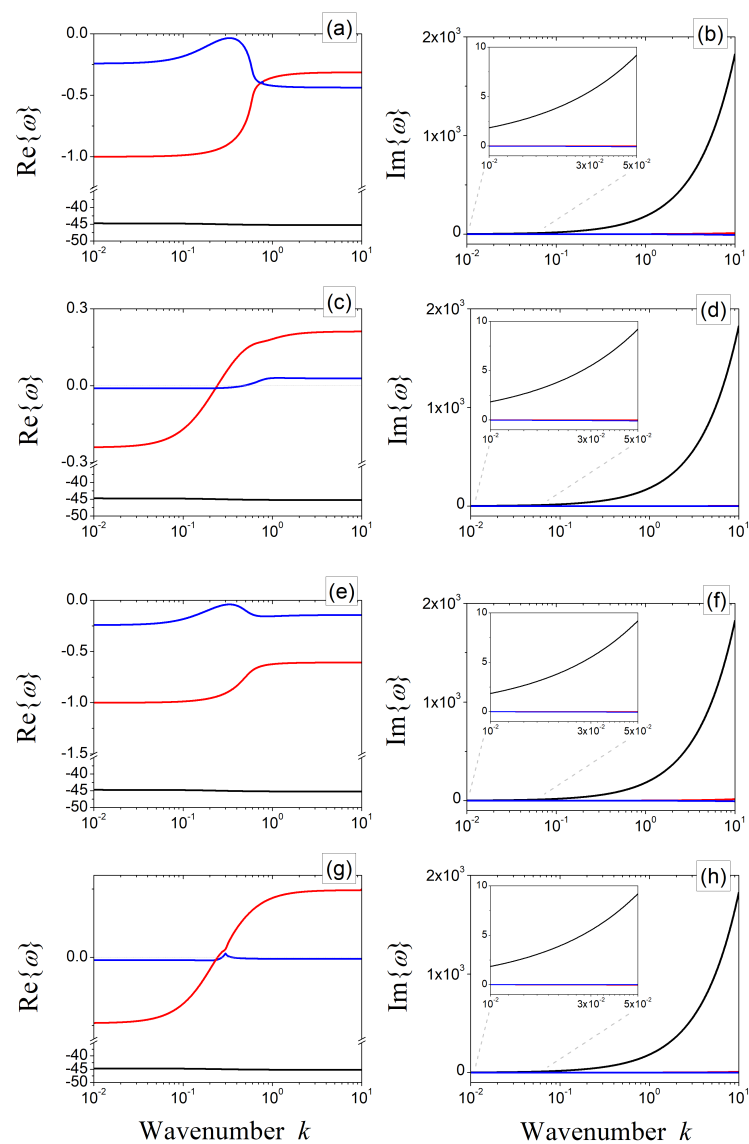 (a)
0.0
-0.5
-1.0
-40
-45
-50
Re{ω}
10⁻² 10⁻¹ 10⁰ 10¹
(b)
2x10³
1x10³
0
Im{ω}
10
5
0
10⁻² 3x10⁻² 5x10⁻²
10⁻² 10⁻¹ 10⁰ 10¹
(c)
0.3
0.0
-0.3
-40
-45
-50
Re{ω}
10⁻² 10⁻¹ 10⁰ 10¹
(d)
2x10³
1x10³
0
Im{ω}
10
5
0
10⁻² 3x10⁻² 5x10⁻²
10⁻² 10⁻¹ 10⁰ 10¹
(e)
0.0
-0.5
-1.0
-1.5
-40
-45
-50
Re{ω}
10⁻² 10⁻¹ 10⁰ 10¹
(f)
2x10³
1x10³
0
Im{ω}
10
5
0
10⁻² 3x10⁻² 5x10⁻²
10⁻² 10⁻¹ 10⁰ 10¹
(g)
0.0
-40
-45
-50
Re{ω}
10⁻² 10⁻¹ 10⁰ 10¹
Wavenumber k
(h)
2x10³
1x10³
0
Im{ω}
10
5
0
10⁻² 3x10⁻² 5x10⁻²
10⁻² 10⁻¹ 10⁰ 10¹
Wavenumber k